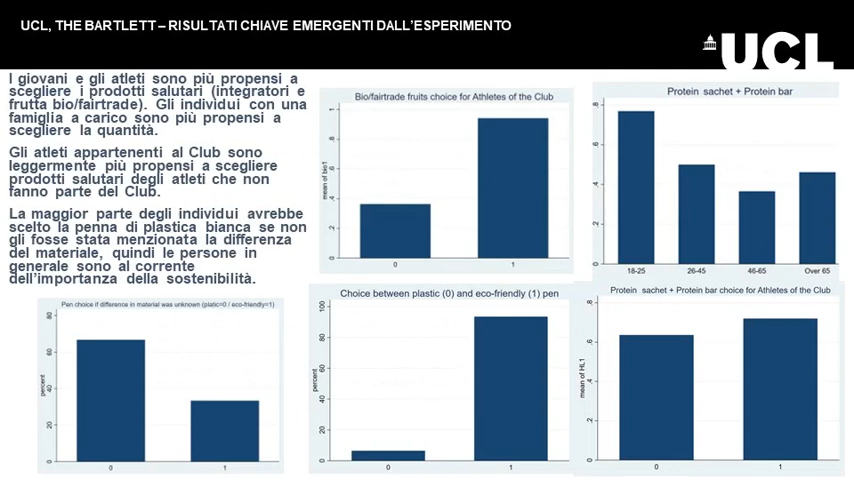 UCL, THE BARTLETT – RISULTATI CHIAVE EMERGENTI DALL'ESPERIMENTO
UCL
I giovani e gli atleti sono più propensi a
scegliere i prodotti salutari (integratori e
frutta bio/fairtrade). Gli individui con una
famiglia a carico sono più propensi a
scegliere la quantità.
Gli atleti appartenenti al Club sono
leggermente più propensi a scegliere
prodotti salutari degli atleti che non
fanno parte del Club.
La maggior parte degli individui avrebbe
scelto la penna di plastica bianca se non
gli fosse stata menzionata la differenza
del materiale, quindi le persone in
generale sono al corrente
dell'importanza della sostenibilità.
Bio/fairtrade fruits choice for Athletes of the Club
mean of bio1
0 .2 .4 .6 .8 1
0 1
Protein sachet + Protein bar
0 .2 .4 .6 .8
18-25 26-45 46-65 Over 65
Pen choice if difference in material was unknown (platic=0 / eco-friendly=1)
percent
0 20 40 60 80
0 1
Choice between plastic (0) and eco-friendly (1) pen
percent
0 20 40 60 80 100
0 1
Protein sachet + Protein bar choice for Athletes of the Club
mean of HL1
0 .2 .4 .6 .8
0 1